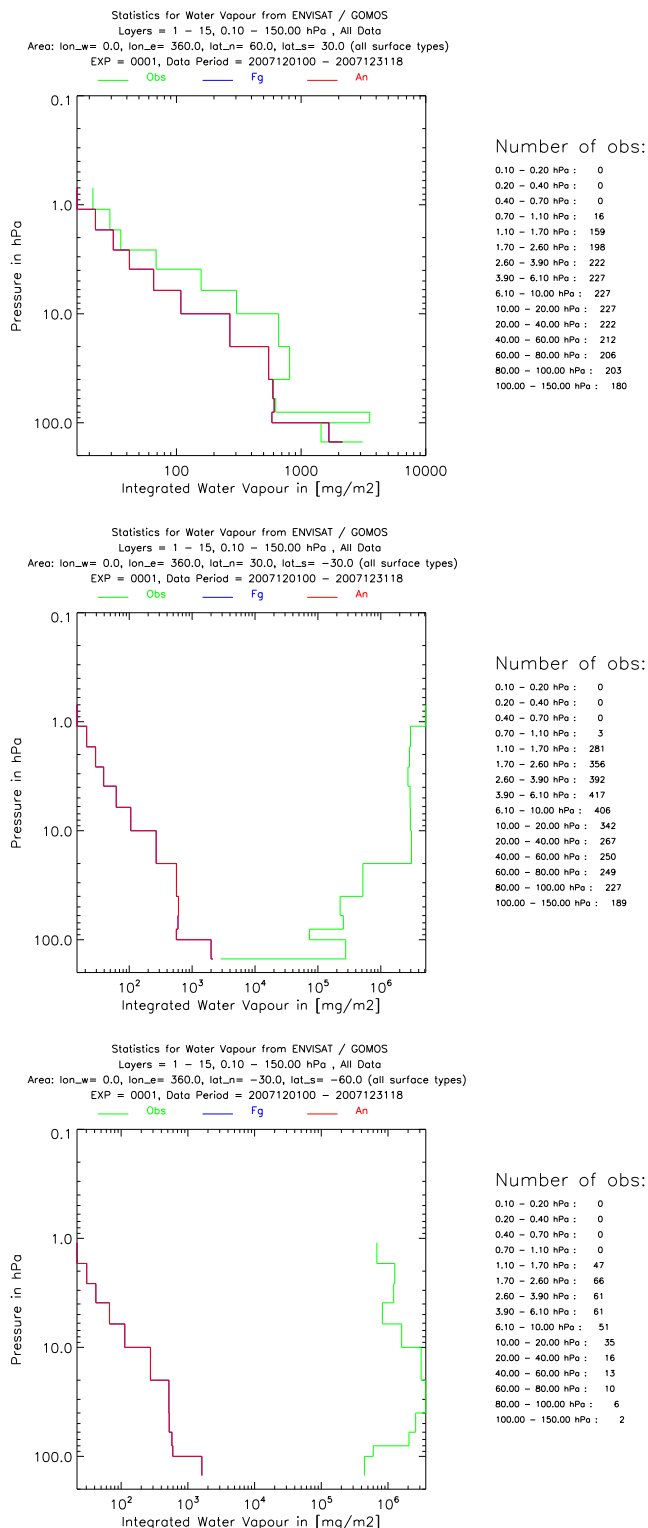 Statistics for Water Vapour from ENVISAT / GOMOS
Layers = 1 - 15, 0.10 - 150.00 hPa , All Data
Area: lon_w= 0.0, lon_e= 360.0, lat_n= 60.0, lat_s= 30.0 (all surface types)
EXP = 0001, Data Period = 2007120100 - 2007123118
Obs Fg An
0.1
1.0
10.0
100.0
Pressure in hPa
100 1000 10000
Integrated Water Vapour in [mg/m2]
Number of obs:
0.10 - 0.20 hPa : 0
0.20 - 0.40 hPa : 0
0.40 - 0.70 hPa : 0
0.70 - 1.10 hPa : 16
1.10 - 1.70 hPa : 159
1.70 - 2.60 hPa : 198
2.60 - 3.90 hPa : 222
3.90 - 6.10 hPa : 227
6.10 - 10.00 hPa : 227
10.00 - 20.00 hPa : 227
20.00 - 40.00 hPa : 222
40.00 - 60.00 hPa : 212
60.00 - 80.00 hPa : 206
80.00 - 100.00 hPa : 203
100.00 - 150.00 hPa : 180
Statistics for Water Vapour from ENVISAT / GOMOS
Layers = 1 - 15, 0.10 - 150.00 hPa , All Data
Area: lon_w= 0.0, lon_e= 360.0, lat_n= 30.0, lat_s= -30.0 (all surface types)
EXP = 0001, Data Period = 2007120100 - 2007123118
Obs Fg An
0.1
1.0
10.0
100.0
Pressure in hPa
10² 10³ 10⁴ 10⁵ 10⁶
Integrated Water Vapour in [mg/m2]
Number of obs:
0.10 - 0.20 hPa : 0
0.20 - 0.40 hPa : 0
0.40 - 0.70 hPa : 0
0.70 - 1.10 hPa : 3
1.10 - 1.70 hPa : 281
1.70 - 2.60 hPa : 356
2.60 - 3.90 hPa : 392
3.90 - 6.10 hPa : 417
6.10 - 10.00 hPa : 406
10.00 - 20.00 hPa : 342
20.00 - 40.00 hPa : 267
40.00 - 60.00 hPa : 250
60.00 - 80.00 hPa : 249
80.00 - 100.00 hPa : 227
100.00 - 150.00 hPa : 189
Statistics for Water Vapour from ENVISAT / GOMOS
Layers = 1 - 15, 0.10 - 150.00 hPa , All Data
Area: lon_w= 0.0, lon_e= 360.0, lat_n= -30.0, lat_s= -60.0 (all surface types)
EXP = 0001, Data Period = 2007120100 - 2007123118
Obs Fg An
0.1
1.0
10.0
100.0
Pressure in hPa
10² 10³ 10⁴ 10⁵ 10⁶
Integrated Water Vapour in [mg/m2]
Number of obs:
0.10 - 0.20 hPa : 0
0.20 - 0.40 hPa : 0
0.40 - 0.70 hPa : 0
0.70 - 1.10 hPa : 0
1.10 - 1.70 hPa : 47
1.70 - 2.60 hPa : 66
2.60 - 3.90 hPa : 61
3.90 - 6.10 hPa : 61
6.10 - 10.00 hPa : 51
10.00 - 20.00 hPa : 35
20.00 - 40.00 hPa : 16
40.00 - 60.00 hPa : 13
60.00 - 80.00 hPa : 10
80.00 - 100.00 hPa : 6
100.00 - 150.00 hPa : 2